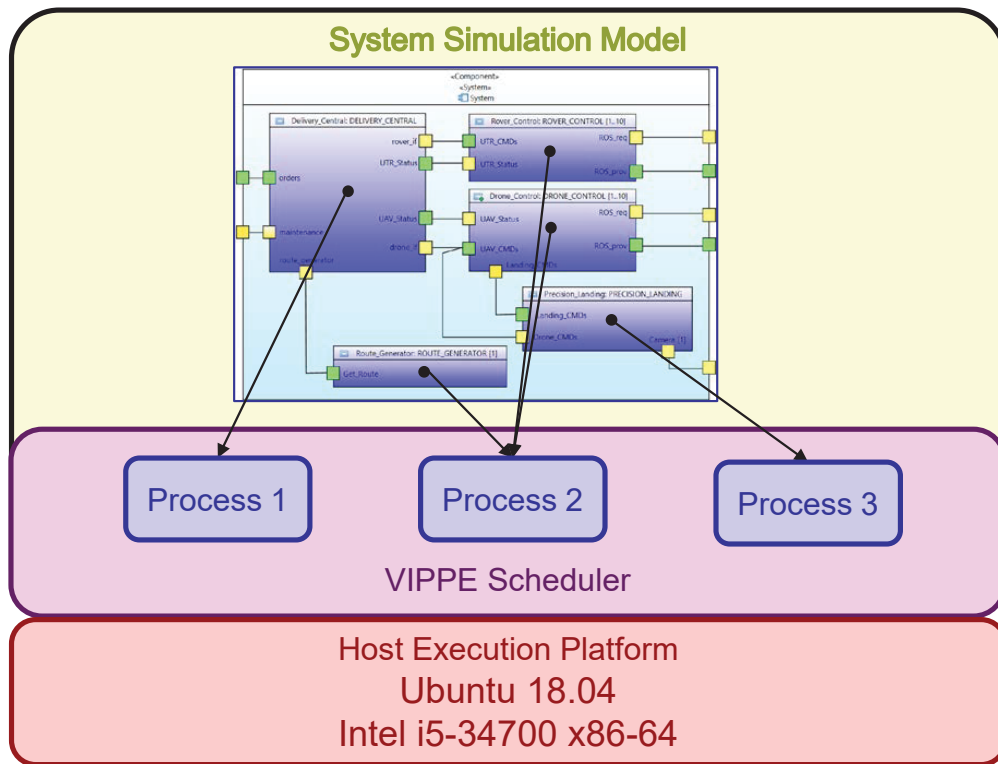 System Simulation Model
«Component»
«System»
System
Delivery_Central: DELIVERY_CENTRAL
Rover_Control: ROVER_CONTROL [1..10]
rover_if
UTR_CMDs
ROS_req
UTR_Status
UTR_Status
ROS_prov
orders
Drone_Control: DRONE_CONTROL [1..10]
UAV_Status
UAV_Status
ROS_req
maintenance
drone_if
UAV_CMDs
ROS_prov
route_generator
Landing_CMDs
Precision_Landing: PRECISION_LANDING
Landing_CMDs
Drone_CMDs
Camera [1]
Route_Generator: ROUTE_GENERATOR [1]
Get_Route
Process 1
Process 2
Process 3
VIPPE Scheduler
Host Execution Platform
Ubuntu 18.04
Intel i5-34700 x86-64